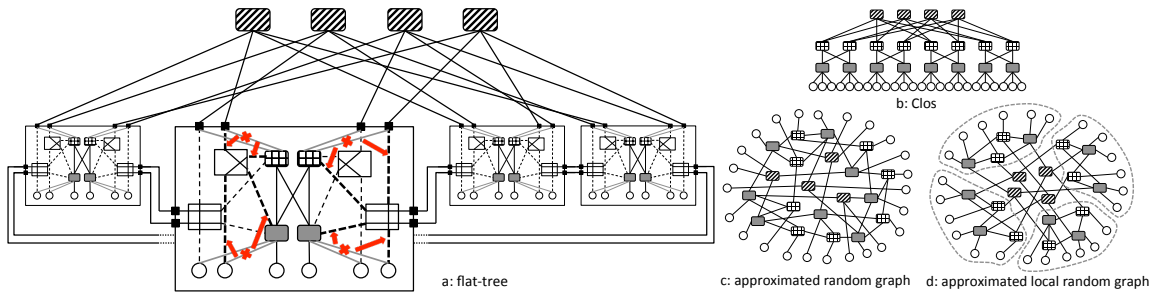 b: Clos
a: flat-tree
c: approximated random graph
d: approximated local random graph